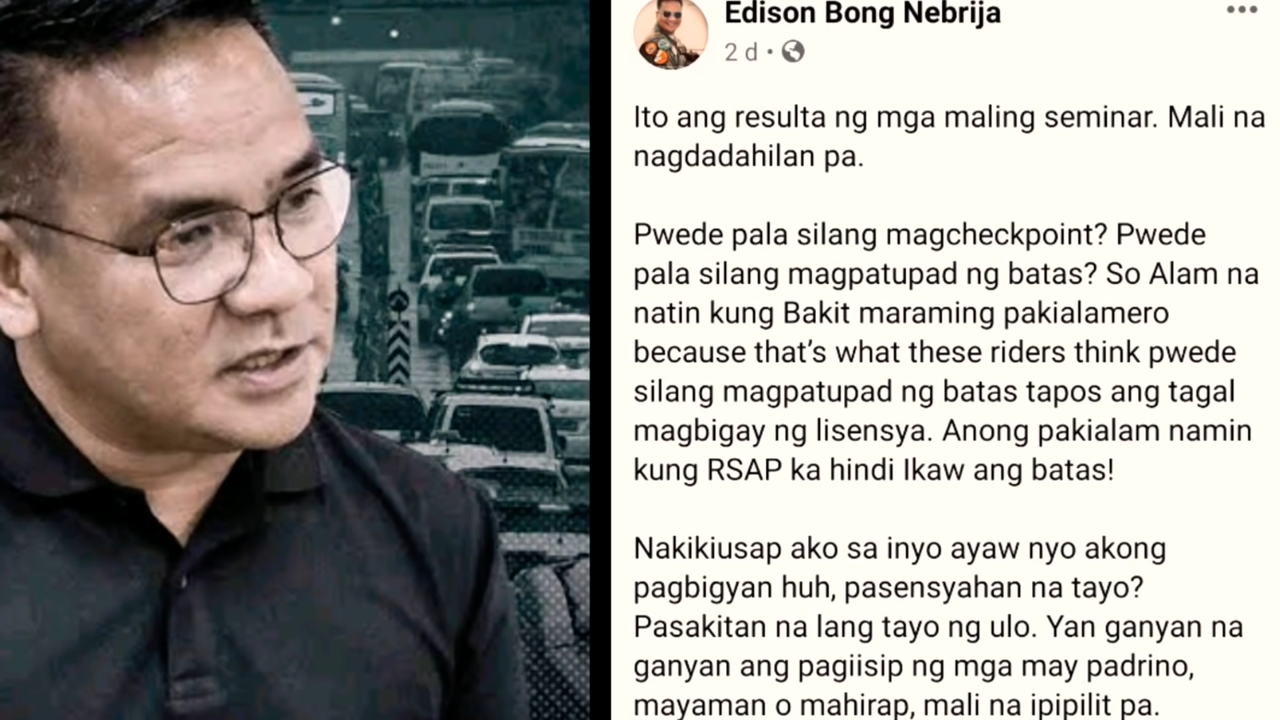 Edison Bong Nebrija
2 d
Ito ang resulta ng mga maling seminar. Mali na
nagdadahilan pa.
Pwede pala silang magcheckpoint? Pwede
pala silang magpatupad ng batas? So Alam na
natin kung Bakit maraming pakialamero
because that's what these riders think pwede
silang magpatupad ng batas tapos ang tagal
magbigay ng lisensya. Anong pakialam namin
kung RSAP ka hindi Ikaw ang batas!
Nakikiusap ako sa inyo ayaw nyo akong
pagbigyan huh, pasensyahan na tayo?
Pasakitan na lang tayo ng ulo. Yan ganyan na
ganyan ang pagiisip ng mga may padrino,
mayaman o mahirap, mali na ipipilit pa.